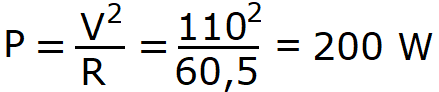 P = V²/R = 110²/60,5 = 200 W